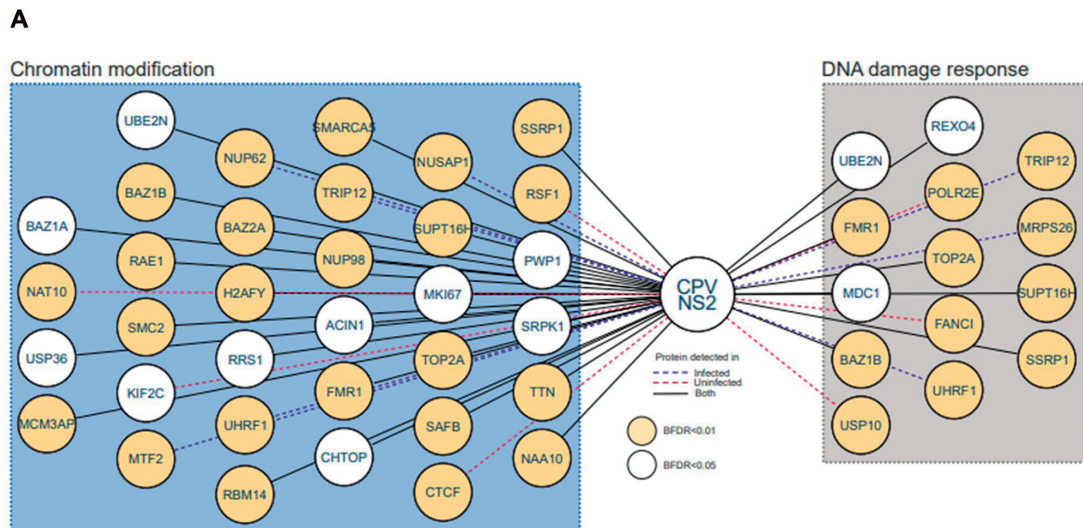 A
Chromatin modification
DNA damage response
UBE2N
SMARCA5
SSRP1
NUP62
NUSAP1
BAZ1B
TRIP12
RSF1
BAZ1A
BAZ2A
SUPT16H
RAE1
NUP98
PWP1
NAT10
H2AFY
MKI67
SMC2
ACIN1
SRPK1
USP36
RRS1
TOP2A
KIF2C
FMR1
TTN
MCM3AP
UHRF1
SAFB
MTF2
CHTOP
NAA10
RBM14
CTCF
CPV
NS2
Protein detected in
Infected
Uninfected
Both
BFDR<0.01
BFDR<0.05
REXO4
UBE2N
TRIP12
POLR2E
FMR1
MRPS26
TOP2A
MDC1
SUPT16H
FANCI
BAZ1B
SSRP1
UHRF1
USP10